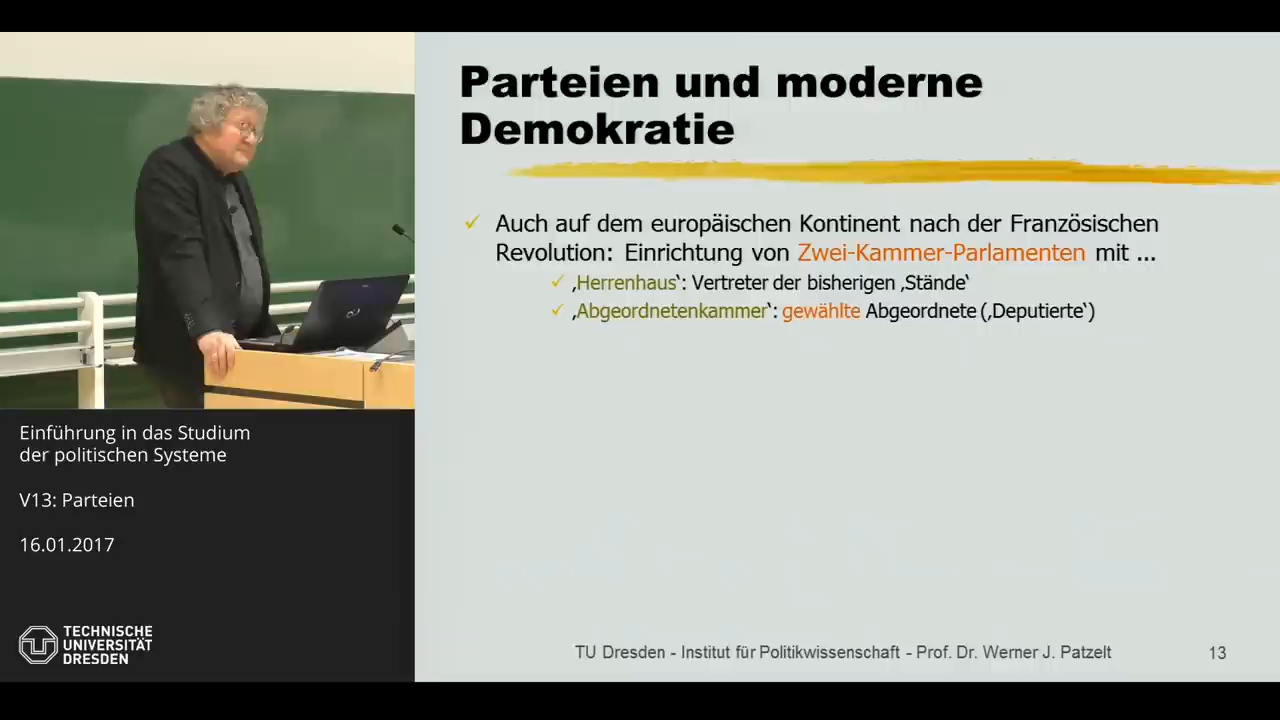 Parteien und moderne
Demokratie
Auch auf dem europäischen Kontinent nach der Französischen
Revolution: Einrichtung von Zwei-Kammer-Parlamenten mit ...
‚Herrenhaus‘: Vertreter der bisherigen ‚Stände‘
‚Abgeordnetenkammer‘: gewählte Abgeordnete (‚Deputierte‘)
Einführung in das Studium
der politischen Systeme
V13: Parteien
16.01.2017
TECHNISCHE
UNIVERSITÄT
DRESDEN
TU Dresden - Institut für Politikwissenschaft - Prof. Dr. Werner J. Patzelt
13